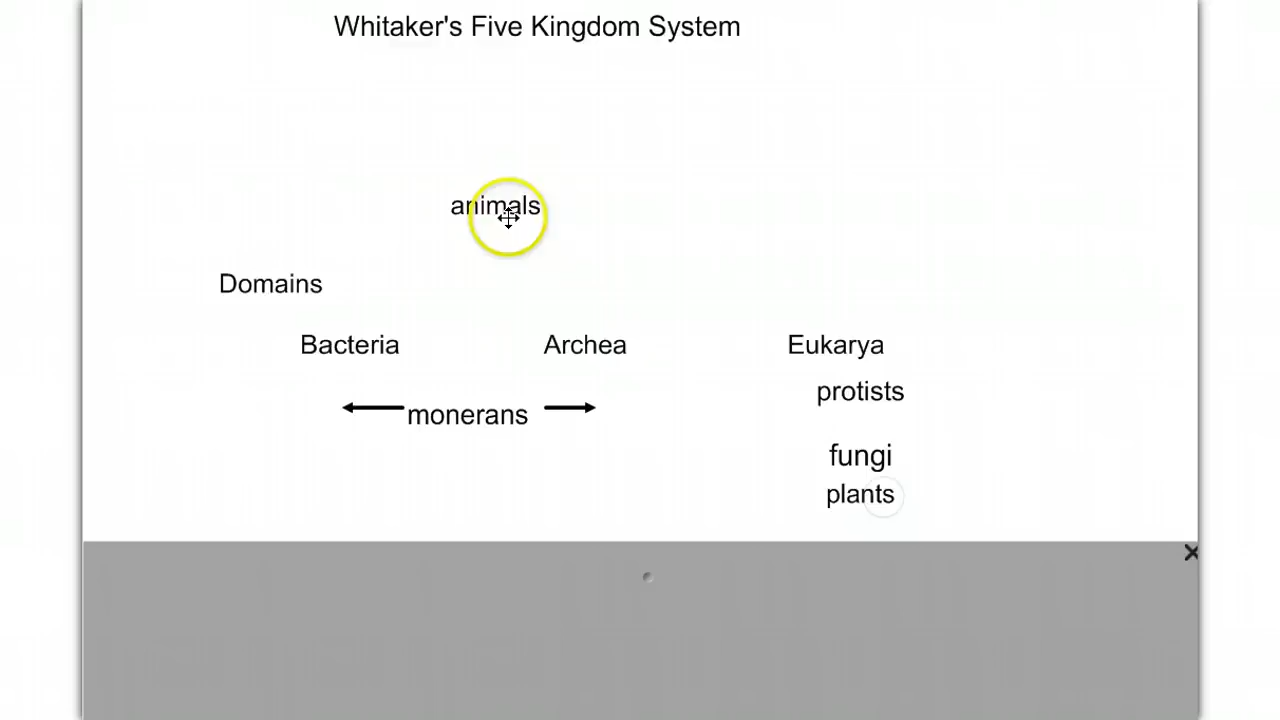 Whitaker's Five Kingdom System
animals
Domains
Bacteria Archea Eukarya
protists
monerans
fungi
plants